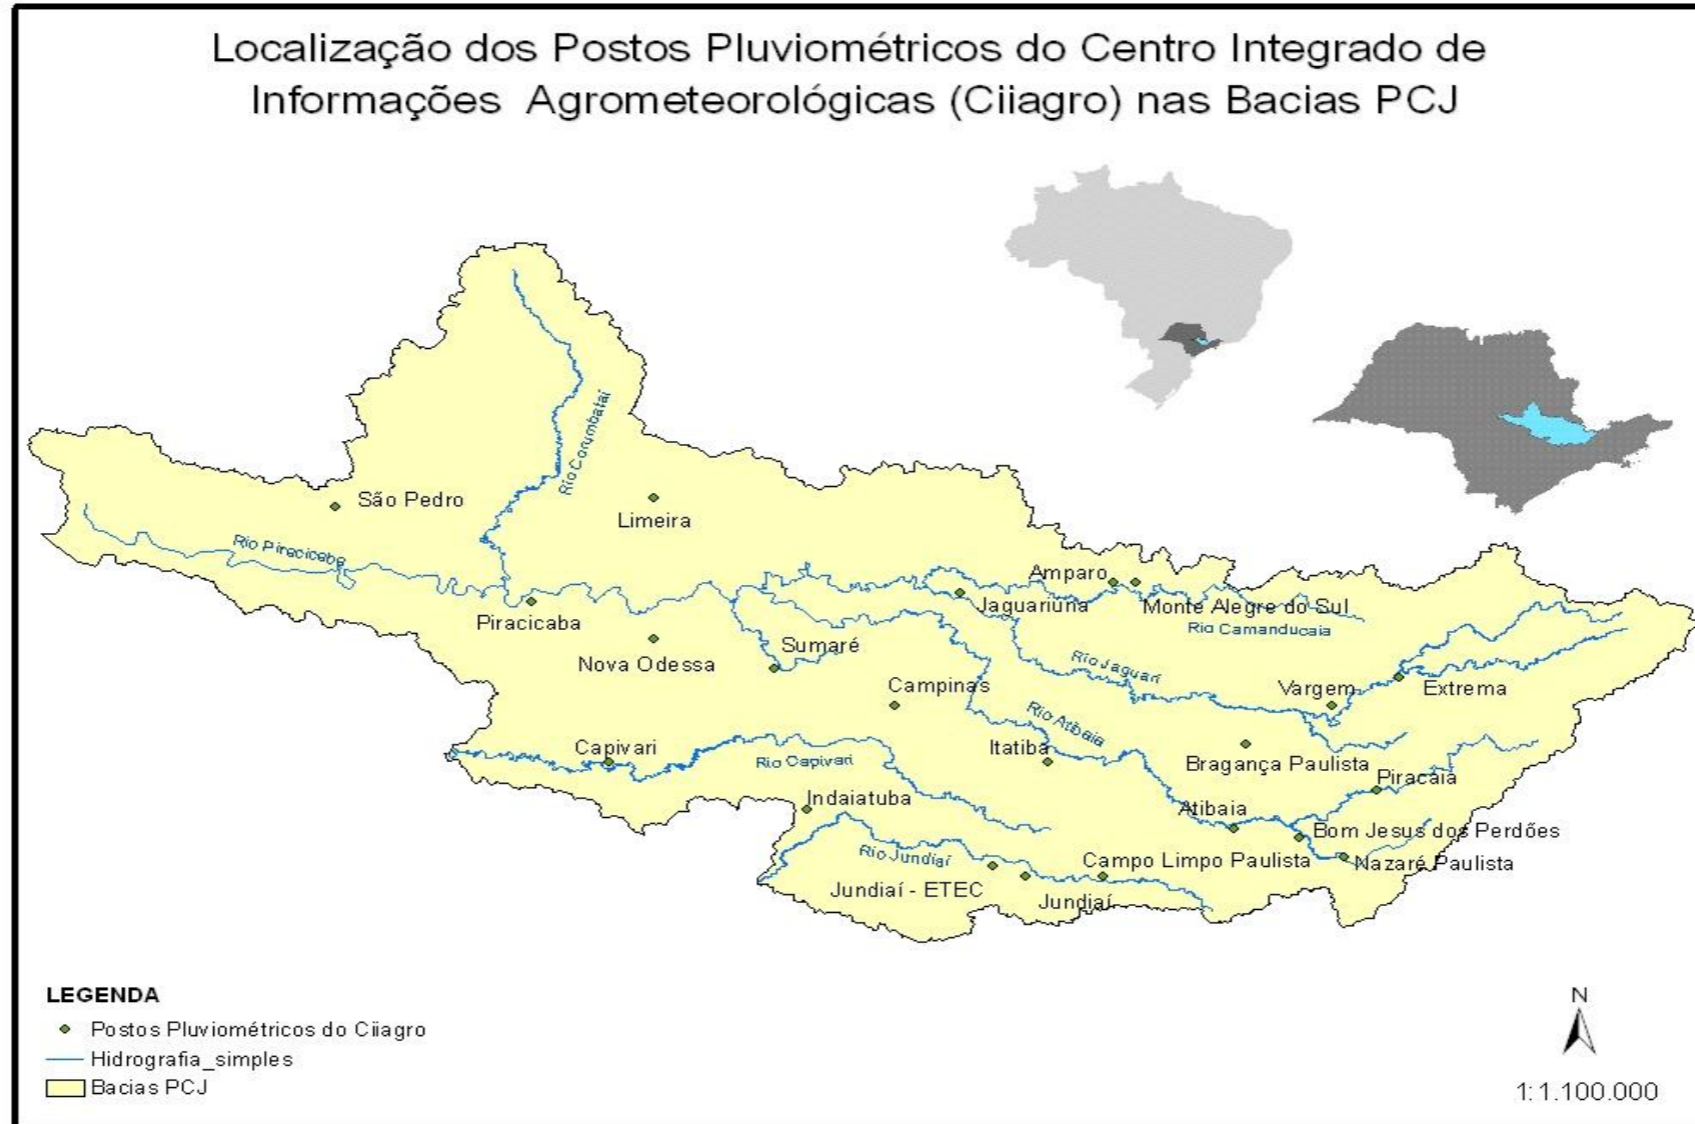 Localização dos Postos Pluviométricos do Centro Integrado de
Informações Agrometeorológicas (Ciiagro) nas Bacias PCJ
Rio Corumbataí
São Pedro
Limeira
Rio Piracicaba
Piracicaba
Amparo
Jaguariúna
Monte Alegre do Sul
Rio Camanducaia
Nova Odessa
Sumaré
Campinas
Rio Jaguari
Vargem
Extrema
Rio Atibaia
Capivari
Rio Capivari
Itatiba
Bragança Paulista
Piracaia
Indaiatuba
Atibaia
Bom Jesus dos Perdões
Rio Jundiaí
Campo Limpo Paulista
Nazaré Paulista
Jundiaí - ETEC
Jundiaí
LEGENDA
Postos Pluviométricos do Ciiagro
Hidrografia_simples
Bacias PCJ
N
1:1.100.000